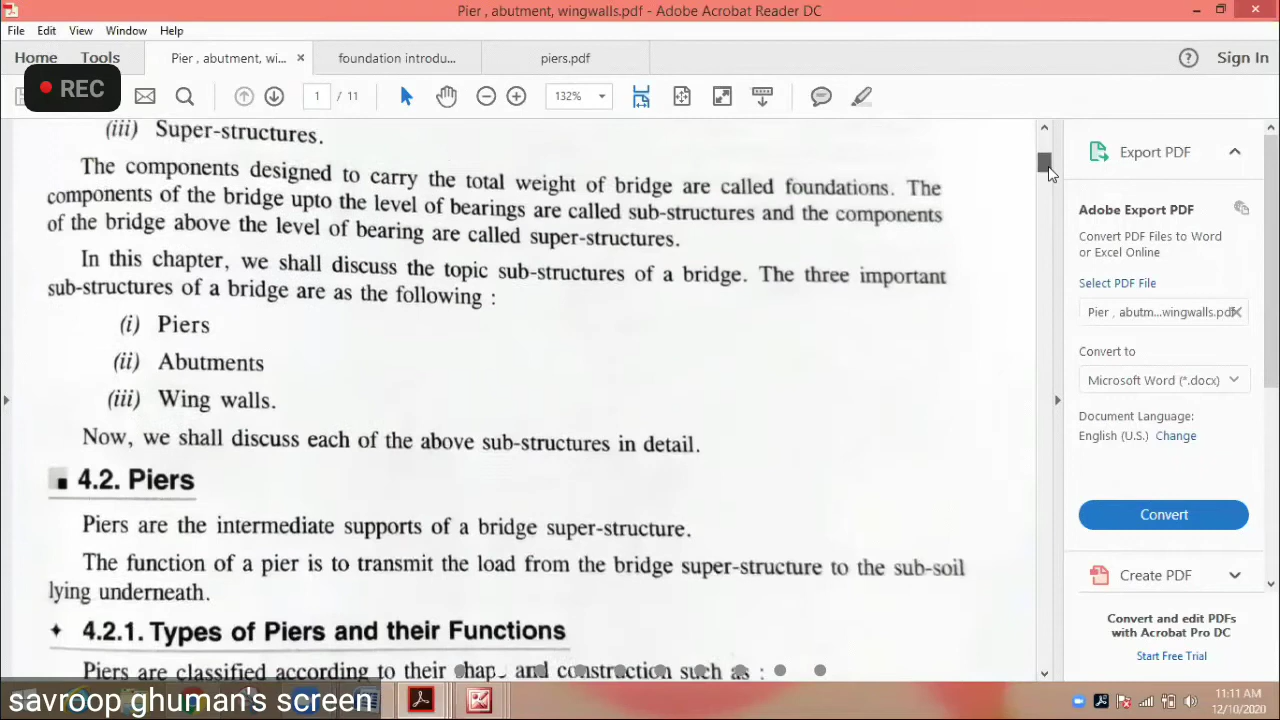 Pier , abutment, wingwalls.pdf - Adobe Acrobat Reader DC
File Edit View Window Help
Home Tools Pier , abutment, wi... × foundation introdu... piers.pdf Sign In
REC 1 / 11 132%
(iii) Super-structures.
The components designed to carry the total weight of bridge are called foundations. The
components of the bridge upto the level of bearings are called sub-structures and the components
of the bridge above the level of bearing are called super-structures.
In this chapter, we shall discuss the topic sub-structures of a bridge. The three important
sub-structures of a bridge are as the following :
(i) Piers
(ii) Abutments
(iii) Wing walls.
Now, we shall discuss each of the above sub-structures in detail.
4.2. Piers
Piers are the intermediate supports of a bridge super-structure.
The function of a pier is to transmit the load from the bridge super-structure to the sub-soil
lying underneath.
4.2.1. Types of Piers and their Functions
Piers are classified according to their and construction such as :
Export PDF
Adobe Export PDF
Convert PDF Files to Word
or Excel Online
Select PDF File
Pier , abutm...wingwalls.pdf
Convert to
Microsoft Word (*.docx)
Document Language:
English (U.S.) Change
Convert
Create PDF
Convert and edit PDFs
with Acrobat Pro DC
Start Free Trial
savroop ghuman's screen
11:11 AM
12/10/2020